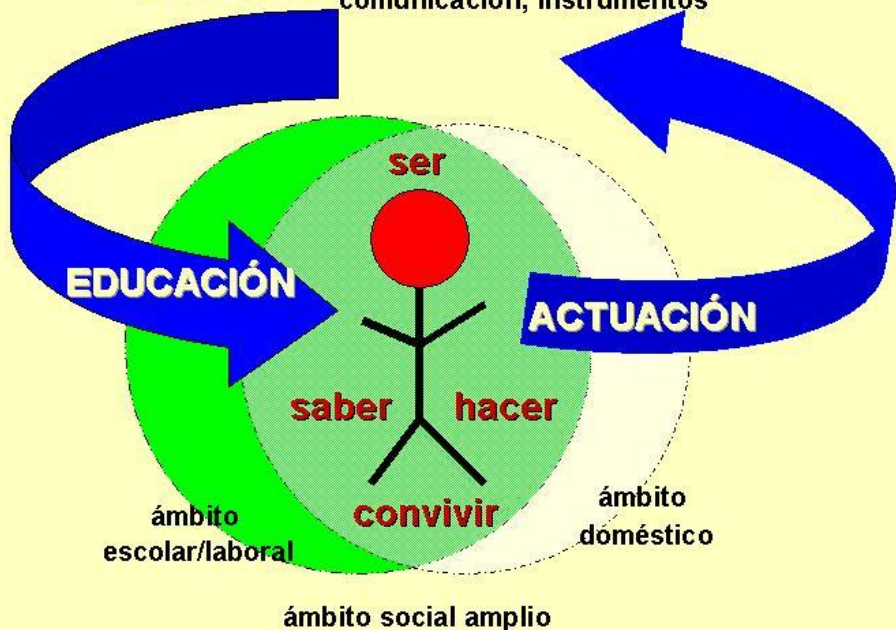 comunicación, instrumentos
ser
EDUCACIÓN
ACTUACIÓN
saber hacer
convivir
ámbito
escolar/laboral
ámbito
doméstico
ámbito social amplio